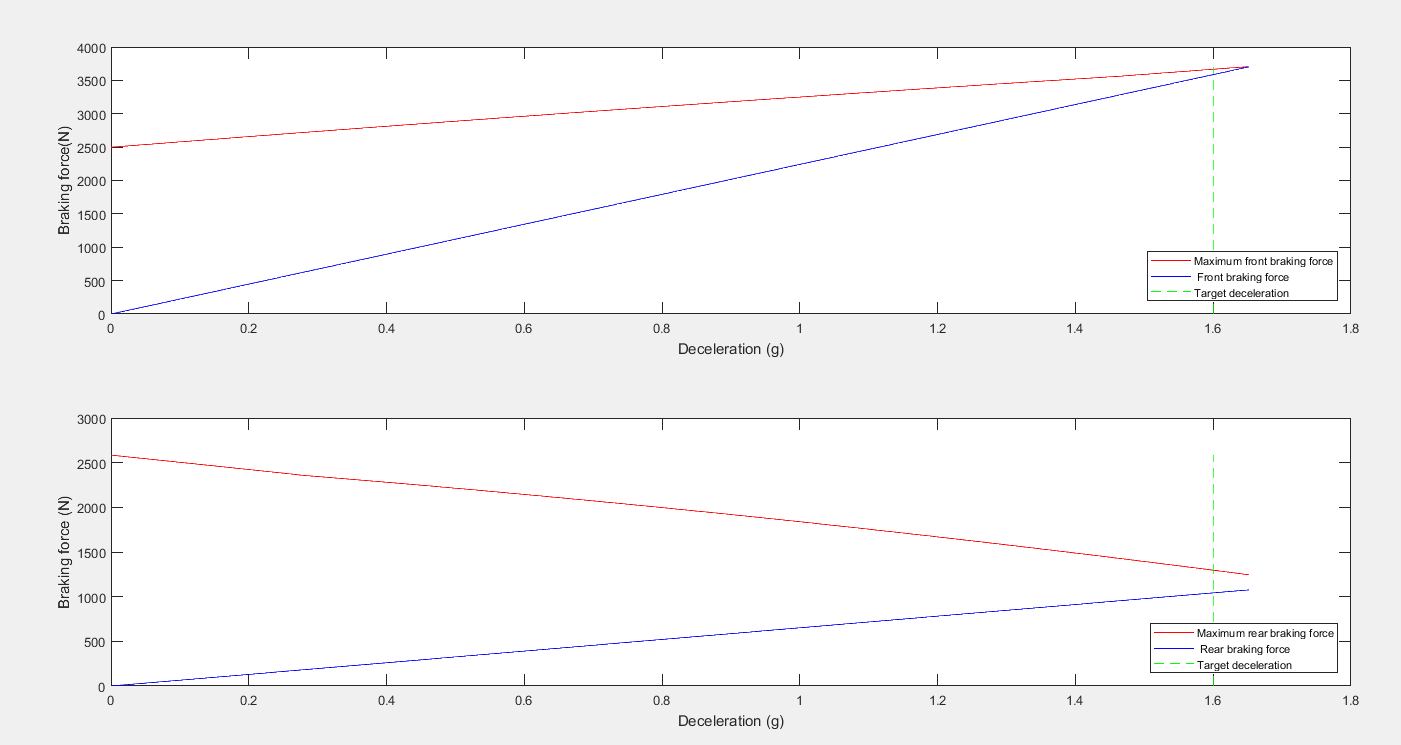 4000
3500
3000
2500
2000
1500
1000
500
0
Braking force(N)
0 0.2 0.4 0.6 0.8 1 1.2 1.4 1.6 1.8
Deceleration (g)
Maximum front braking force
Front braking force
Target deceleration
3000
2500
2000
1500
1000
500
0
Braking force (N)
0 0.2 0.4 0.6 0.8 1 1.2 1.4 1.6 1.8
Deceleration (g)
Maximum rear braking force
Rear braking force
Target deceleration